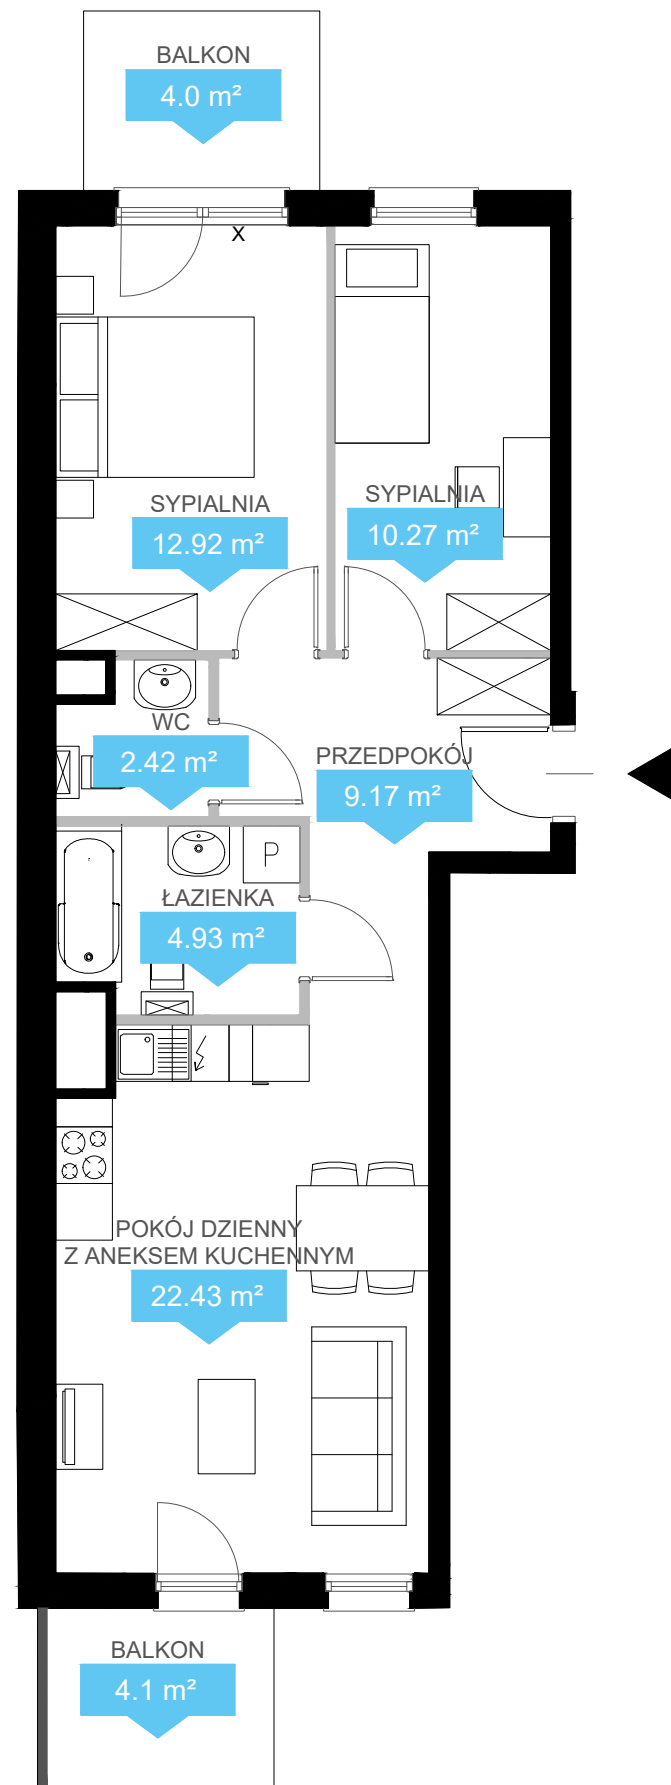 BALKON
4.0 m²
X
SYPIALNIA
12.92 m²
SYPIALNIA
10.27 m²
WC
2.42 m²
PRZEDPOKÓJ
9.17 m²
P
ŁAZIENKA
4.93 m²
POKÓJ DZIENNY
Z ANEKSEM KUCHENNYM
22.43 m²
BALKON
4.1 m²